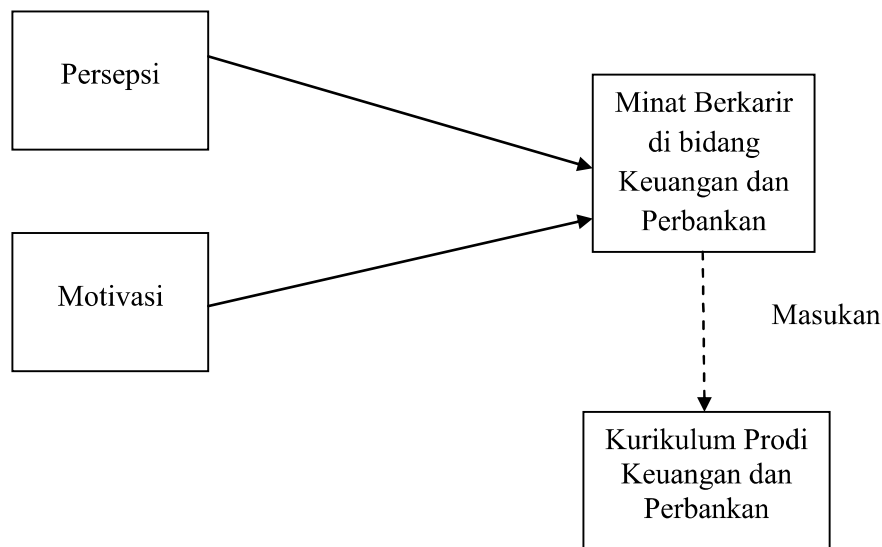 Persepsi
Minat Berkarir
di bidang
Keuangan dan
Perbankan
Motivasi
Masukan
Kurikulum Prodi
Keuangan dan
Perbankan